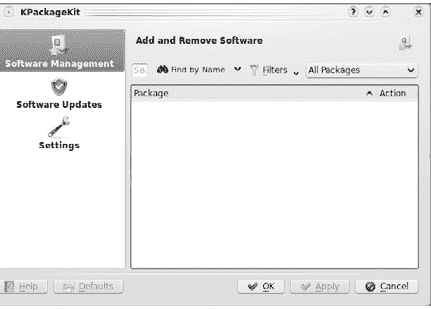 KPackageKit
Software Management
Software Updates
Settings
Add and Remove Software
Find by Name Filters All Packages
Package Action
Help Defaults OK Apply Cancel